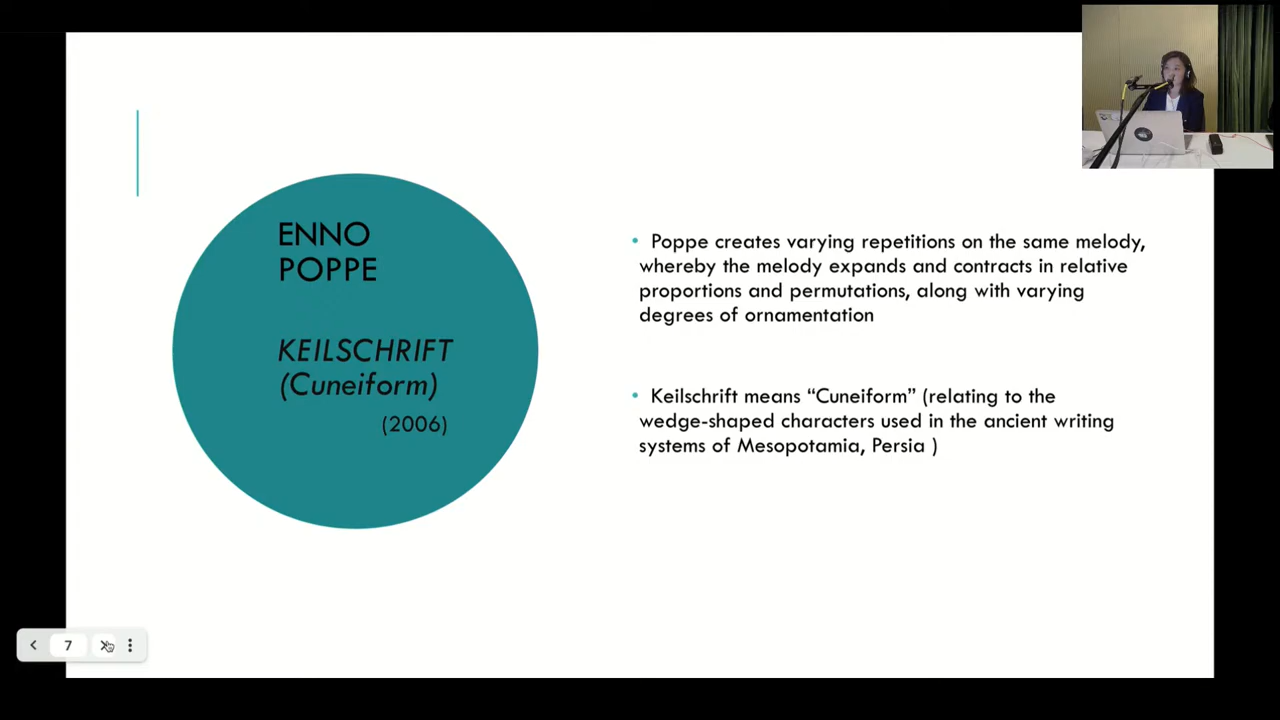 ENNO
POPPE
KEILSCHRIFT
(Cuneiform)
(2006)
• Poppe creates varying repetitions on the same melody,
whereby the melody expands and contracts in relative
proportions and permutations, along with varying
degrees of ornamentation
• Keilschrift means “Cuneiform” (relating to the
wedge-shaped characters used in the ancient writing
systems of Mesopotamia, Persia )
7